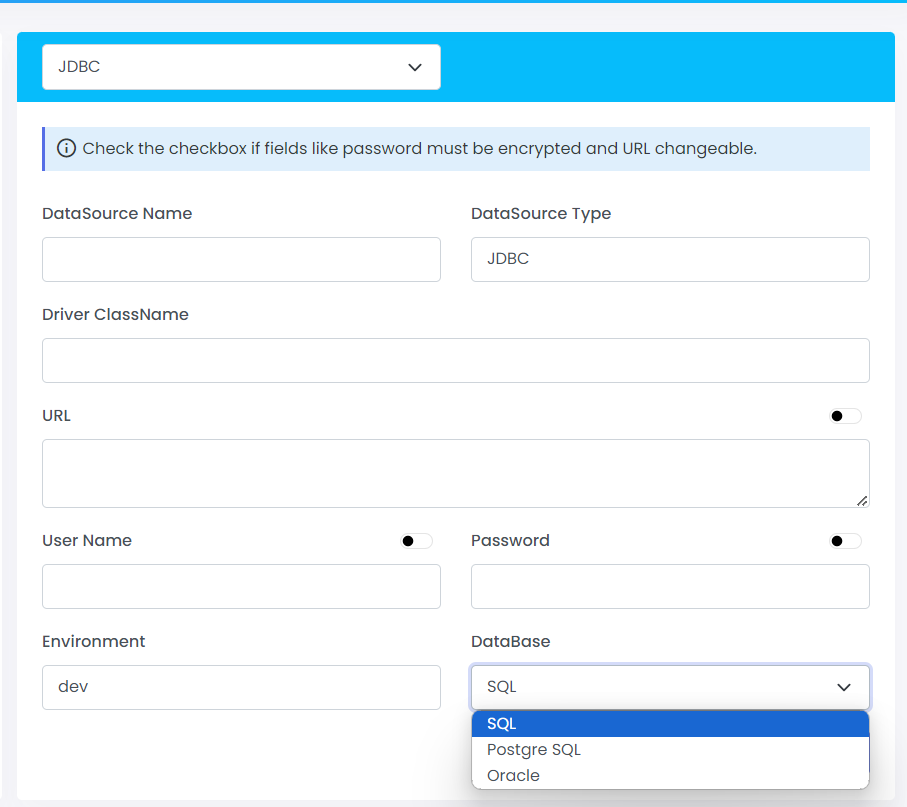 JDBC
Check the checkbox if fields like password must be encrypted and URL changeable.
DataSource Name
DataSource Type
JDBC
Driver ClassName
URL
User Name
Password
Environment
DataBase
dev
SQL
SQL
Postgre SQL
Oracle